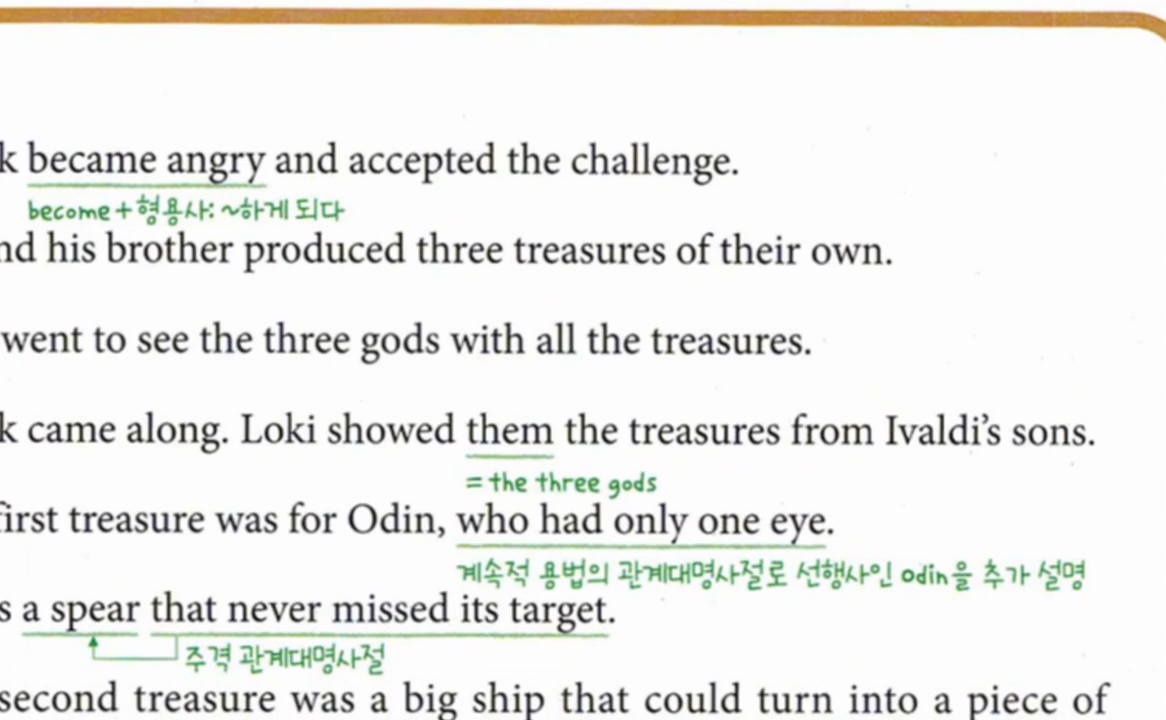 k became angry and accepted the challenge.
become+형용사: ~하게 되다
nd his brother produced three treasures of their own.
went to see the three gods with all the treasures.
k came along. Loki showed them the treasures from Ivaldi's sons.
= the three gods
first treasure was for Odin, who had only one eye.
계속적 용법의 관계대명사절로 선행사인 odin을 추가 설명
s a spear that never missed its target.
주격 관계대명사절
second treasure was a big ship that could turn into a piece of